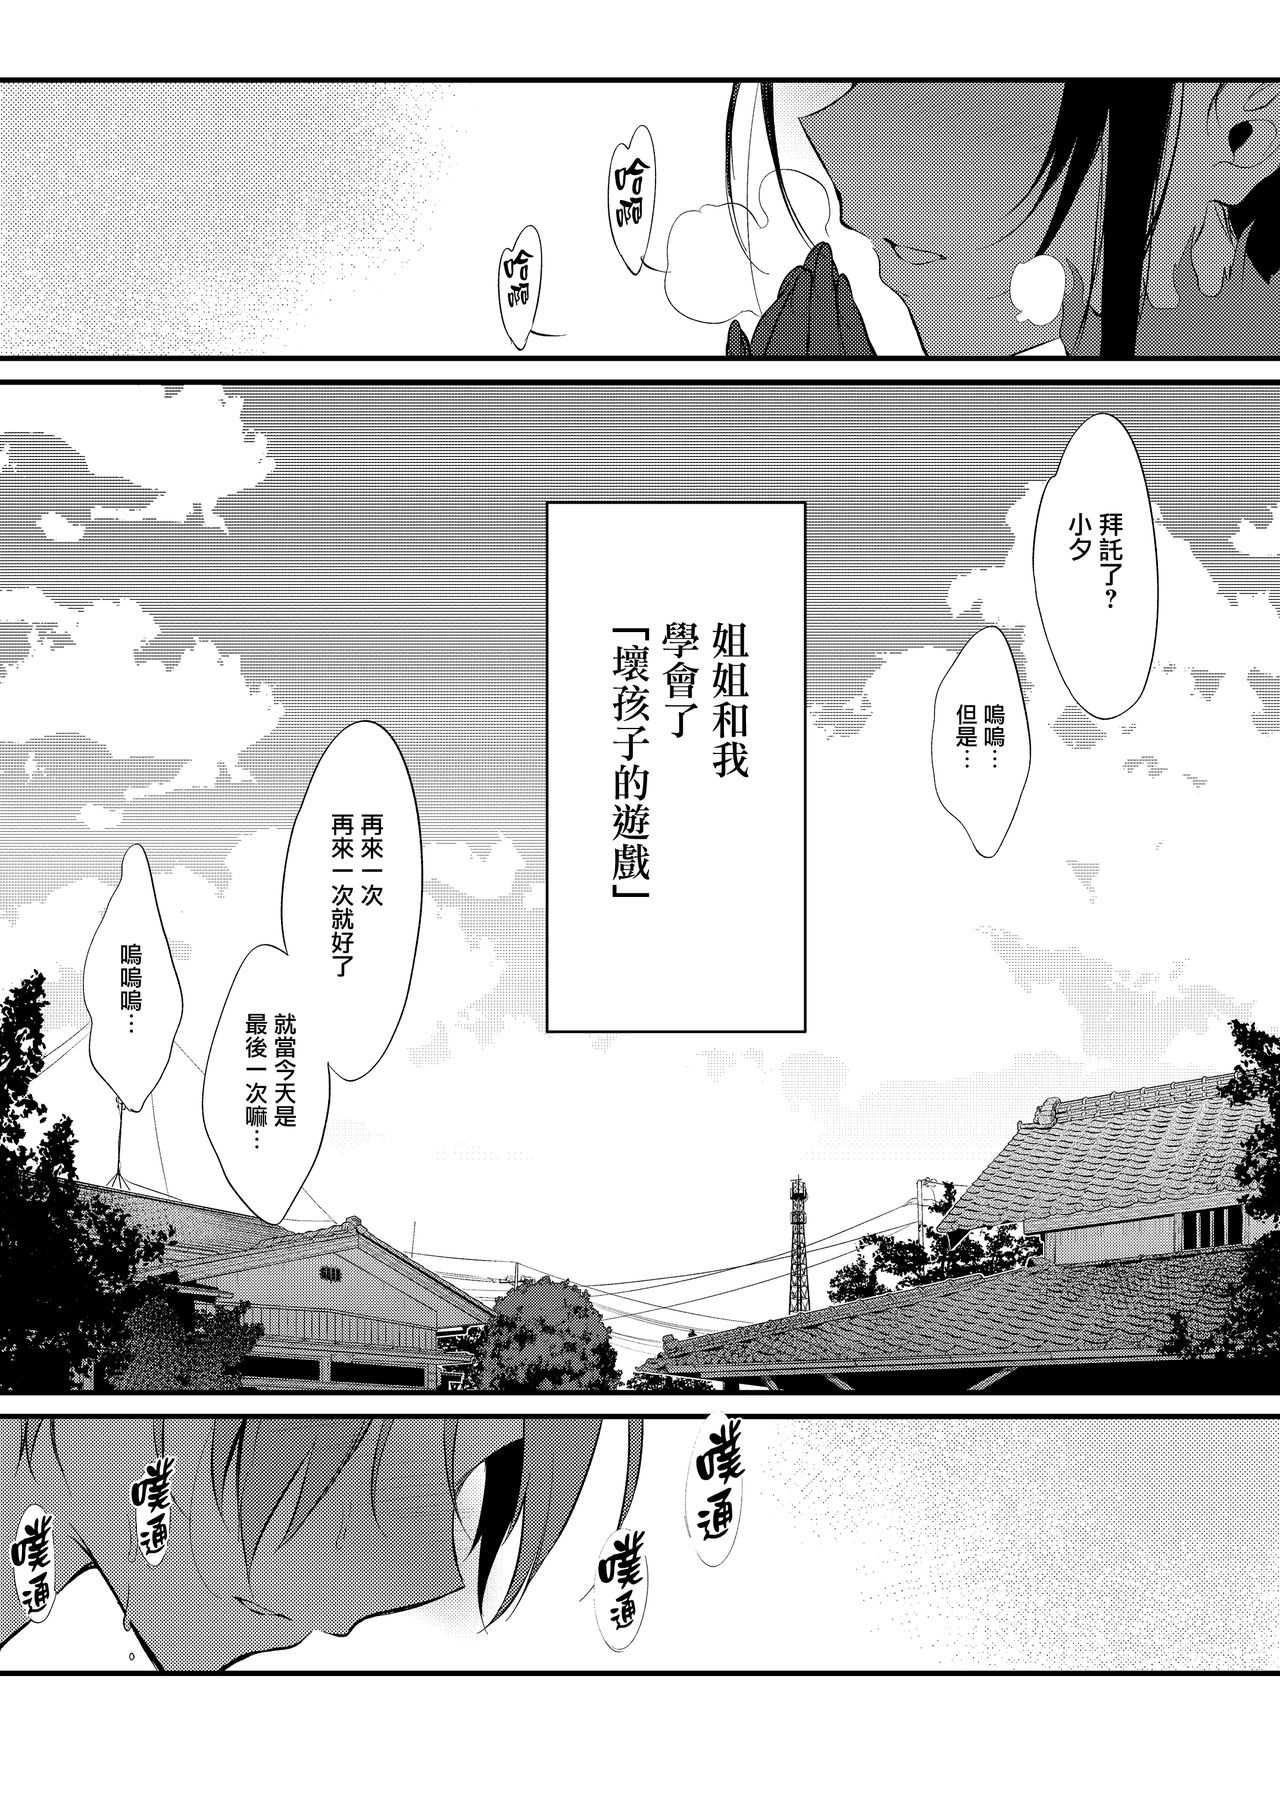 哈啊
哈啊
拜託了?
小夕
嗚嗚…
但是…
姐姐和我
學會了
「壞孩子的遊戲」
再來一次
再來一次就好了
就當今天是
最後一次嘛…
嗚嗚嗚…
噗通
噗通
噗通
噗通